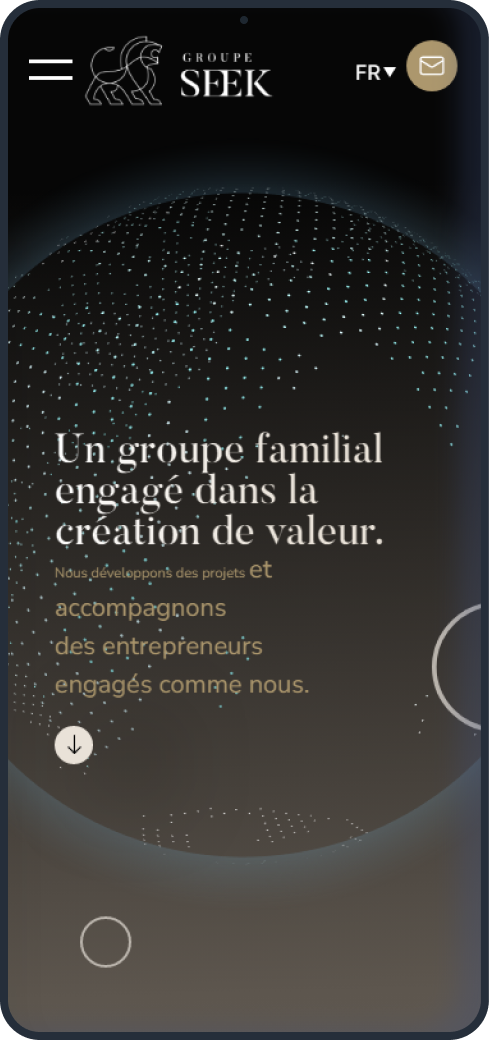 GROUPE
SEEK
FR
Un groupe familial
engagé dans la
création de valeur.
Nous développons des projets et
accompagnons
des entrepreneurs
engagés comme nous.